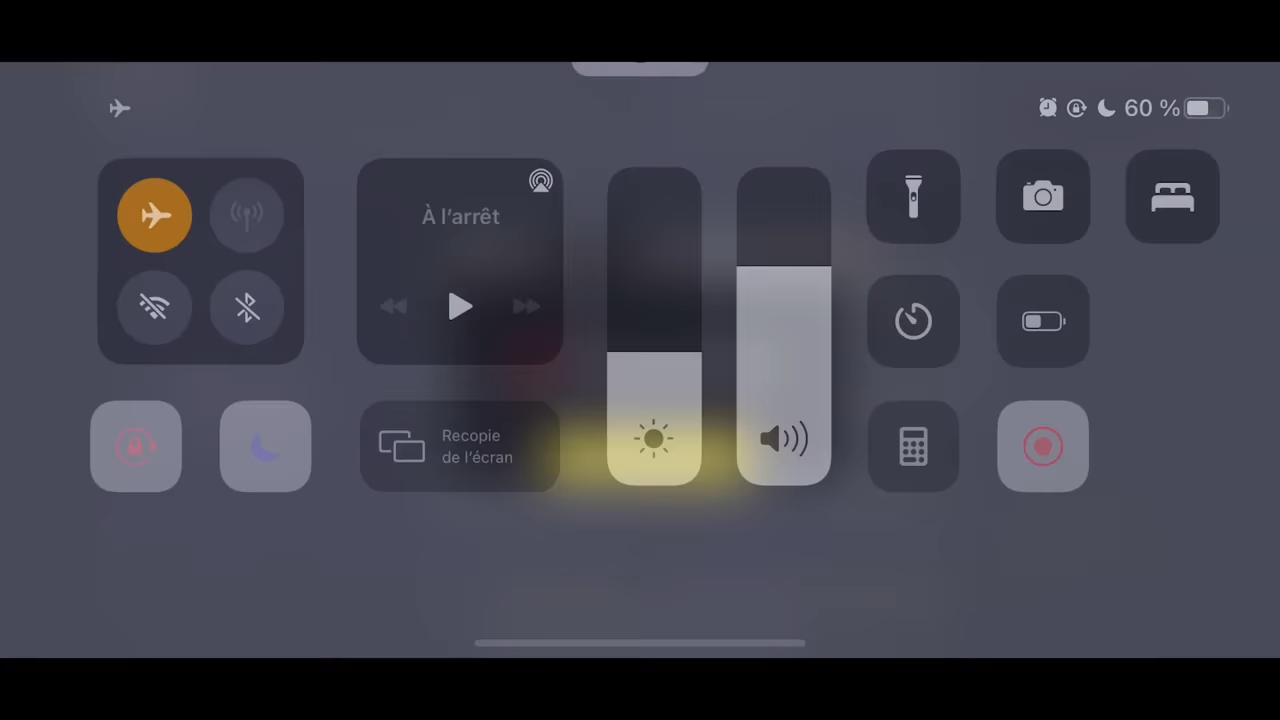 60 %
À l’arrêt
Recopie
de l’écran